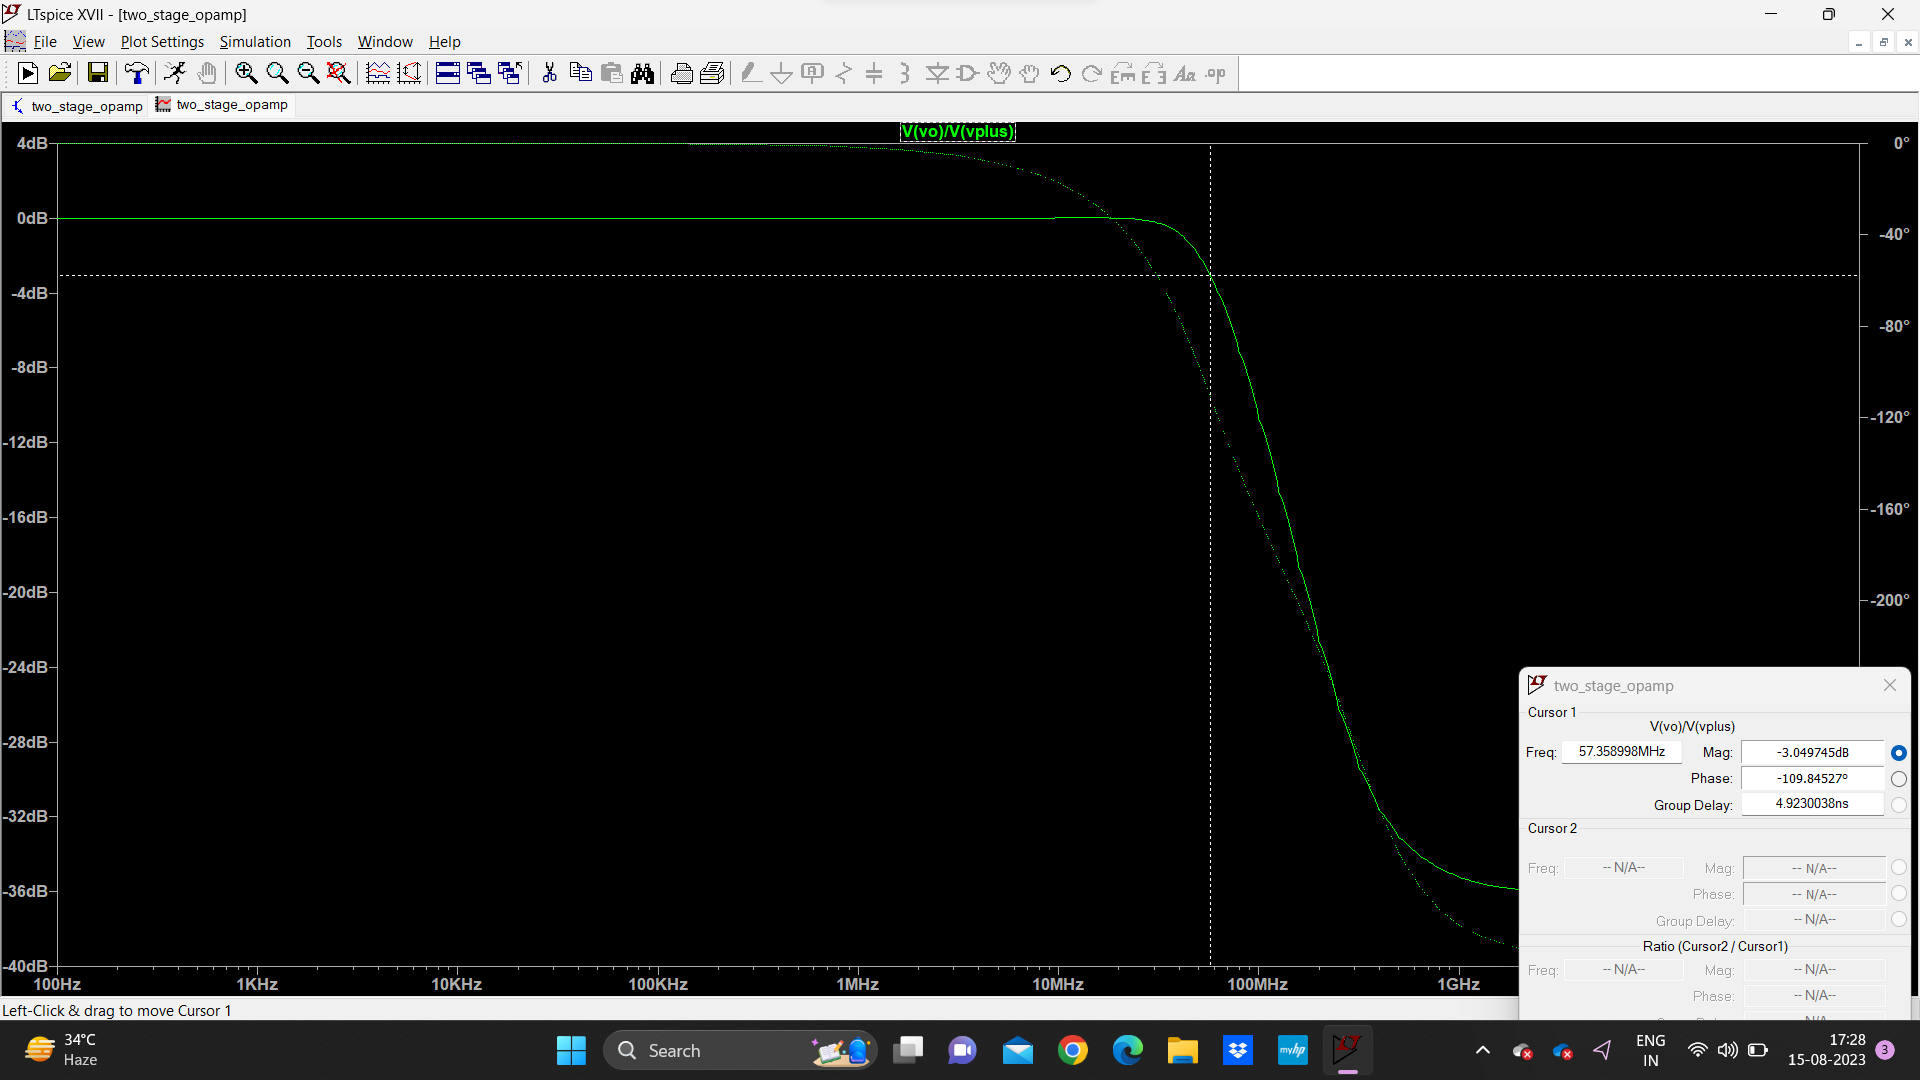 LTspice XVII - [two_stage_opamp]
File View Plot Settings Simulation Tools Window Help
two_stage_opamp two_stage_opamp
V(vo)/V(vplus)
4dB 0°
0dB -40°
-4dB -80°
-8dB -120°
-12dB -160°
-16dB -200°
-20dB
-24dB
-28dB
-32dB
-36dB
-40dB
100Hz 1KHz 10KHz 100KHz 1MHz 10MHz 100MHz 1GHz
two_stage_opamp
Cursor 1
V(vo)/V(vplus)
Freq: 57.358998MHz Mag: -3.049745dB
Phase: -109.84527°
Group Delay: 4.9230038ns
Cursor 2
Freq: -- N/A-- Mag: -- N/A--
Phase: -- N/A--
Group Delay: -- N/A--
Ratio (Cursor2 / Cursor1)
Freq: -- N/A-- Mag: -- N/A--
Phase: -- N/A--
Left-Click & drag to move Cursor 1
34°C
Haze
Search
myhp
ENG
IN
17:28
15-08-2023
3